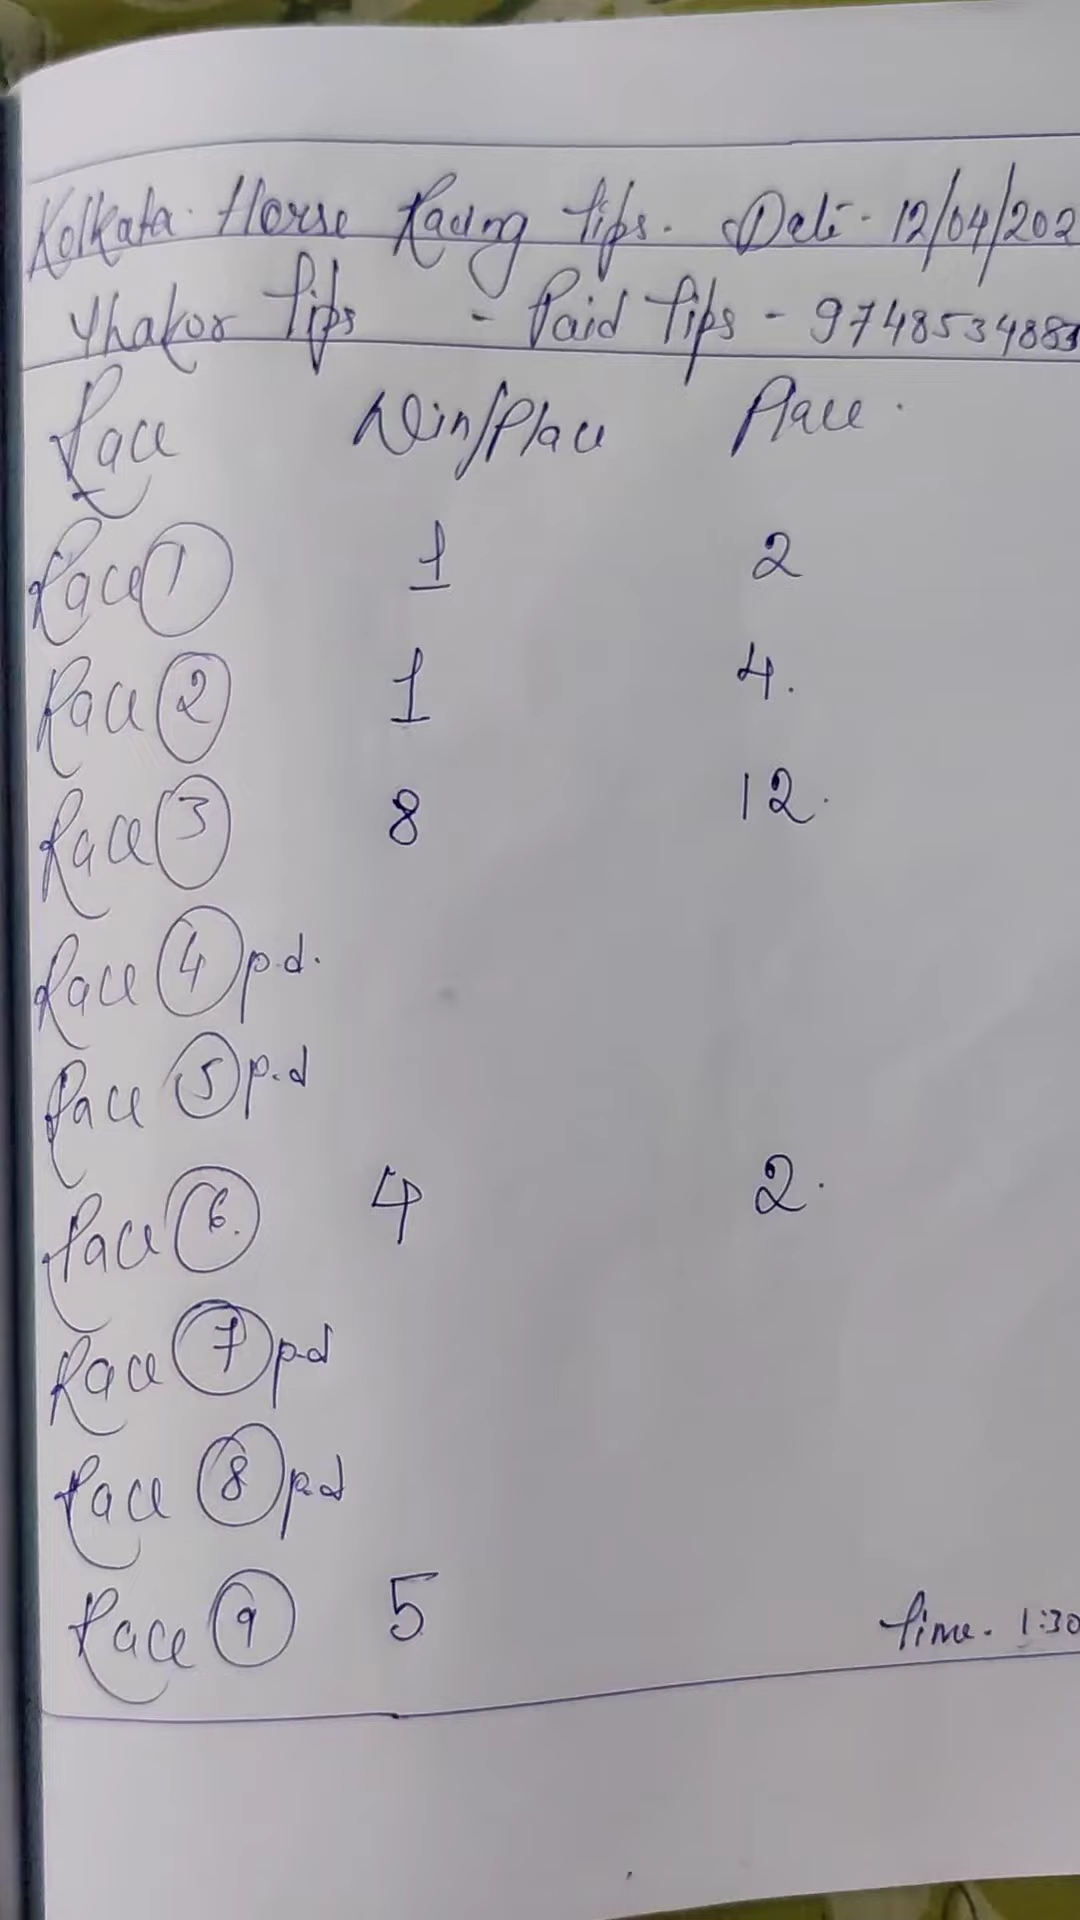 Kolkata Horse Racing Tips. Date - 12/04/202
Thakor Tips - Paid Tips - 9748534883
Race Win/Place Place.
Race 1 1 2
Race 2 1 4.
Race 3 8 12.
Race 4 p.d.
Race 5 p.d
Race 6. 4 2.
Race 7 p.d
Race 8 p.d
Race 9 5 Time. 1:30